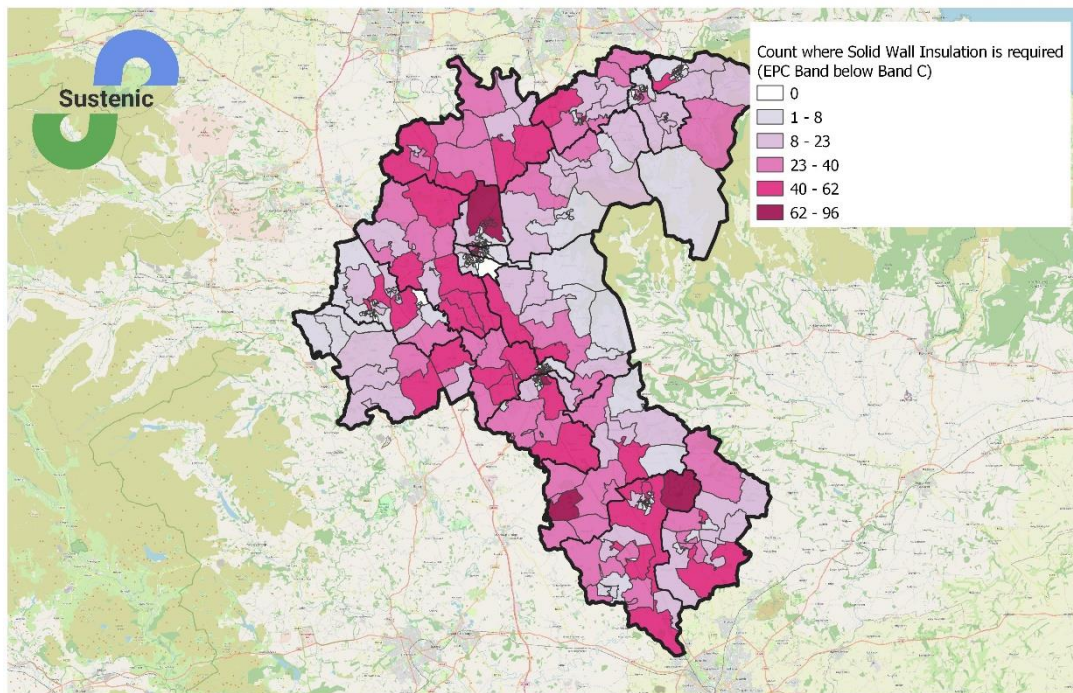 Sustenic
Count where Solid Wall Insulation is required
(EPC Band below Band C)
0
1 - 8
8 - 23
23 - 40
40 - 62
62 - 96